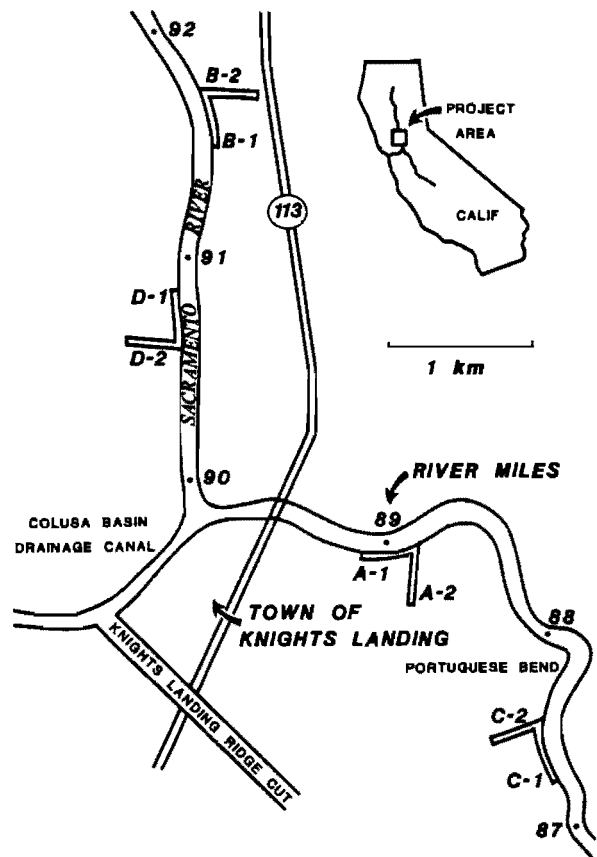 92
B-2
B-1
PROJECT
AREA
CALIF
113
RIVER
91
D-1
D-2
SACRAMENTO
1 km
90
RIVER MILES
COLUSA BASIN
DRAINAGE CANAL
89
A-1
A-2
TOWN OF
KNIGHTS LANDING
88
KNIGHTS LANDING RIDGE CUT
PORTUGUESE BEND
C-2
C-1
87